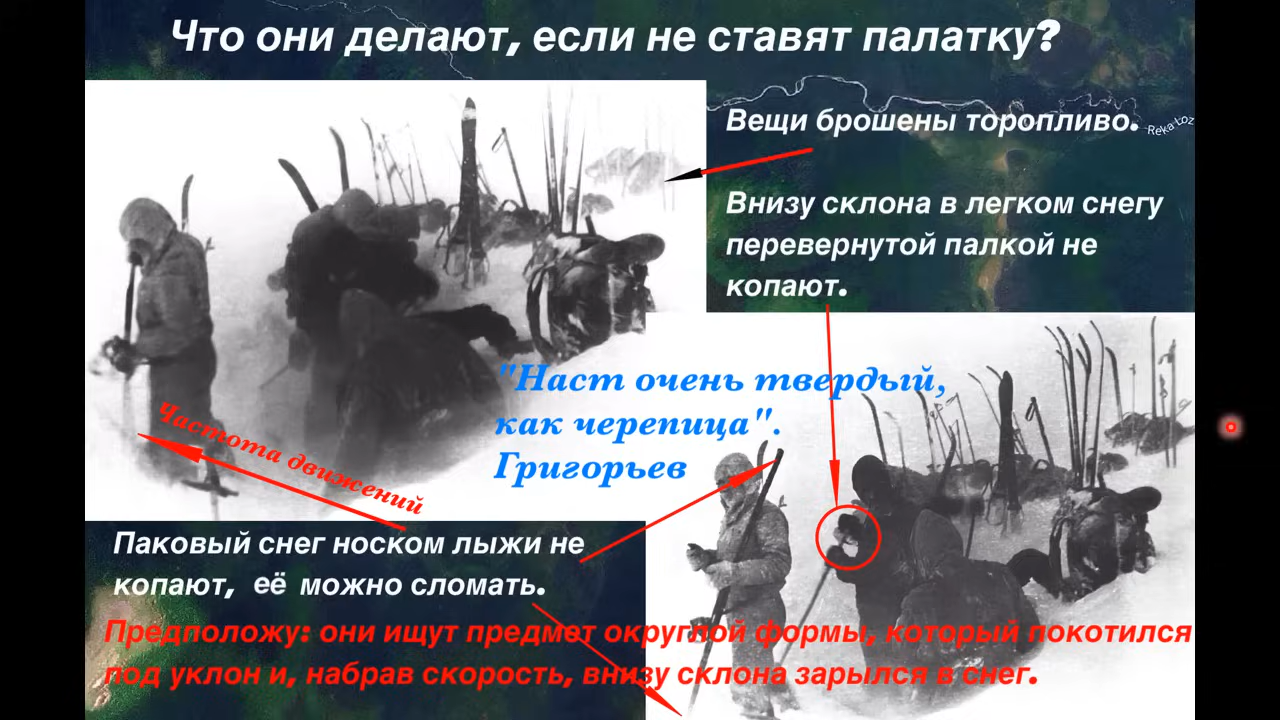 Что они делают, если не ставят палатку?
Вещи брошены торопливо.
Reka Loz
Внизу склона в легком снегу
перевернутой палкой не
копают.
"Наст очень твердый,
как черепица".
Григорьев
Частота движений
Паковый снег носком лыжи не
копают, её можно сломать.
Предположу: они ищут предмет округлой формы, который покотился
под уклон и, набрав скорость, внизу склона зарылся в снег.